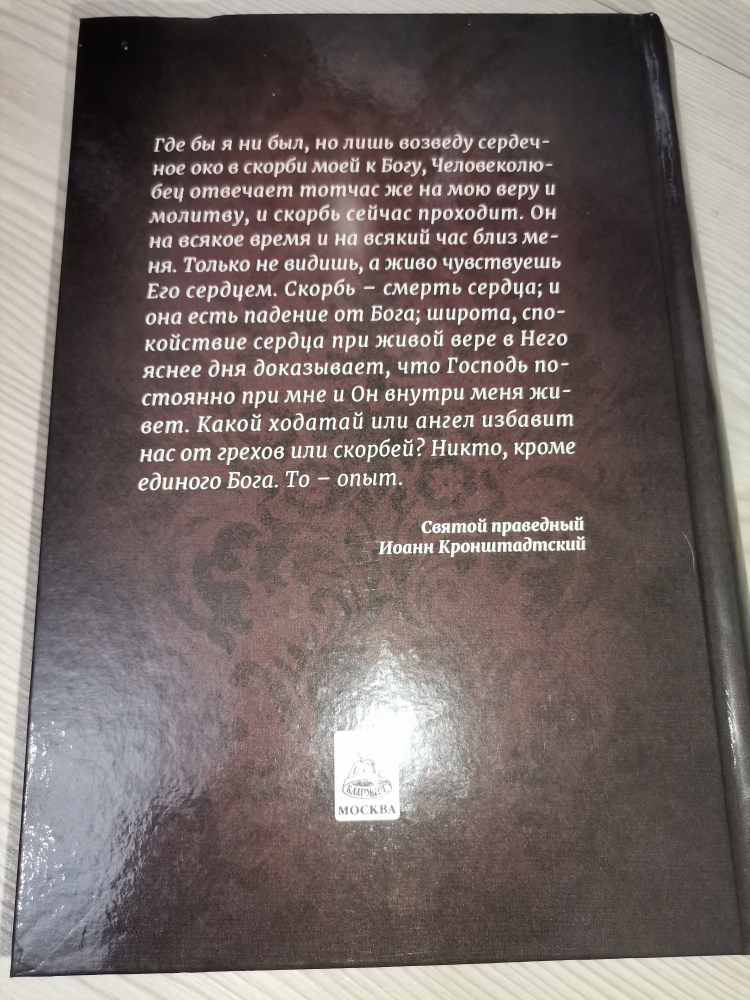 Где бы я ни был, но лишь возведу сердеч-
ное око в скорби моей к Богу, Человеколю-
бец отвечает тотчас же на мою веру и
молитву, и скорбь сейчас проходит. Он
на всякое время и на всякий час близ ме-
ня. Только не видишь, а живо чувствуешь
Его сердцем. Скорбь – смерть сердца; и
она есть падение от Бога; широта, спо-
койствие сердца при живой вере в Него
яснее дня доказывает, что Господь по-
стоянно при мне и Он внутри меня жи-
вет. Какой ходатай или ангел избавит
нас от грехов или скорбей? Никто, кроме
единого Бога. То – опыт.
Святой праведный
Иоанн Кронштадтский
БЛАГОВЕСТ
МОСКВА